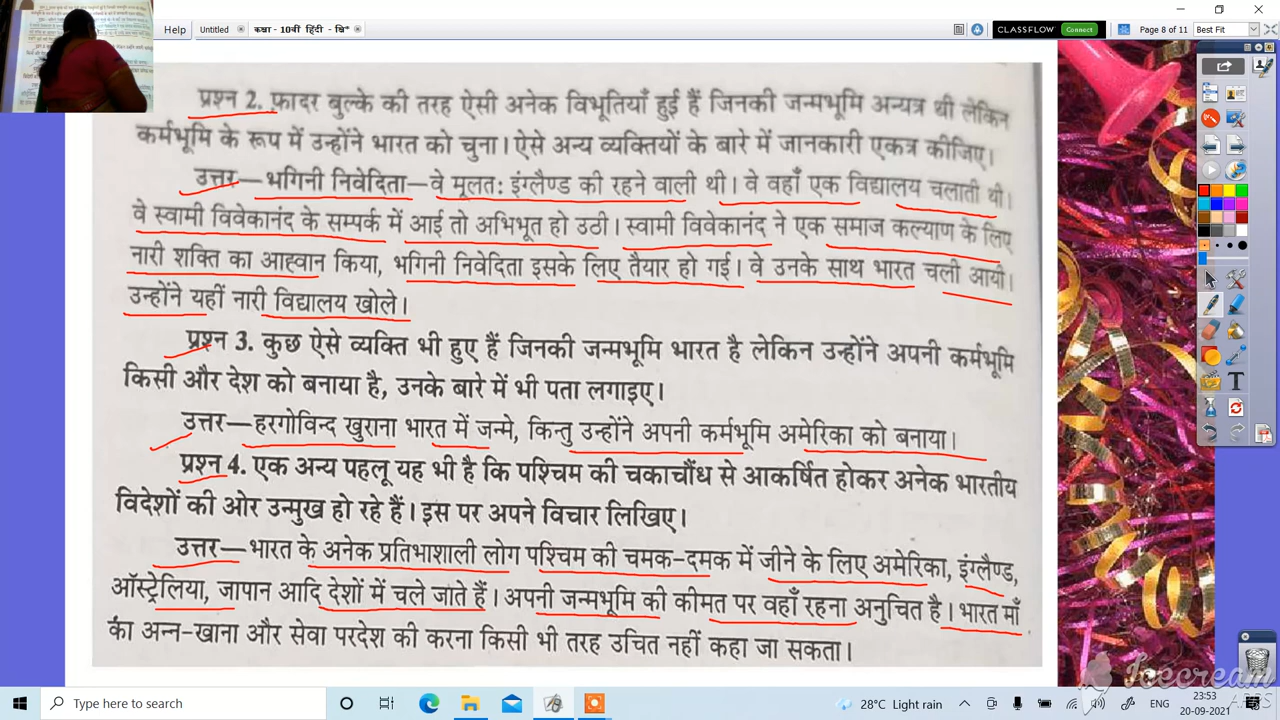 Help Untitled कक्षा - 10वी हिंदी - क्षि* CLASSFLOW Connect Page 8 of 11 Best Fit
प्रश्न 2. फ़ादर बुल्के की तरह ऐसी अनेक विभूतियाँ हुई हैं जिनकी जन्मभूमि अन्यत्र थी लेकिन
कर्मभूमि के रूप में उन्होंने भारत को चुना। ऐसे अन्य व्यक्तियों के बारे में जानकारी एकत्र कीजिए।
उत्तर—भगिनी निवेदिता—वे मूलत: इंग्लैण्ड की रहने वाली थी। वे वहाँ एक विद्यालय चलाती थी।
वे स्वामी विवेकानंद के सम्पर्क में आई तो अभिभूत हो उठी। स्वामी विवेकानंद ने एक समाज कल्याण के लिए
नारी शक्ति का आह्वान किया, भगिनी निवेदिता इसके लिए तैयार हो गई। वे उनके साथ भारत चली आयी।
उन्होंने यहीं नारी विद्यालय खोले।
प्रश्न 3. कुछ ऐसे व्यक्ति भी हुए हैं जिनकी जन्मभूमि भारत है लेकिन उन्होंने अपनी कर्मभूमि
किसी और देश को बनाया है, उनके बारे में भी पता लगाइए।
उत्तर—हरगोविन्द खुराना भारत में जन्मे, किन्तु उन्होंने अपनी कर्मभूमि अमेरिका को बनाया।
प्रश्न 4. एक अन्य पहलू यह भी है कि पश्चिम की चकाचौंध से आकर्षित होकर अनेक भारतीय
विदेशों की ओर उन्मुख हो रहे हैं। इस पर अपने विचार लिखिए।
उत्तर—भारत के अनेक प्रतिभाशाली लोग पश्चिम की चमक-दमक में जीने के लिए अमेरिका, इंग्लैण्ड,
ऑस्ट्रेलिया, जापान आदि देशों में चले जाते हैं। अपनी जन्मभूमि की कीमत पर वहाँ रहना अनुचित है। भारत माँ
का अन्न-खाना और सेवा परदेश की करना किसी भी तरह उचित नहीं कहा जा सकता।
Icecream
APPS
Type here to search 28°C Light rain ENG 23:53
20-09-2021